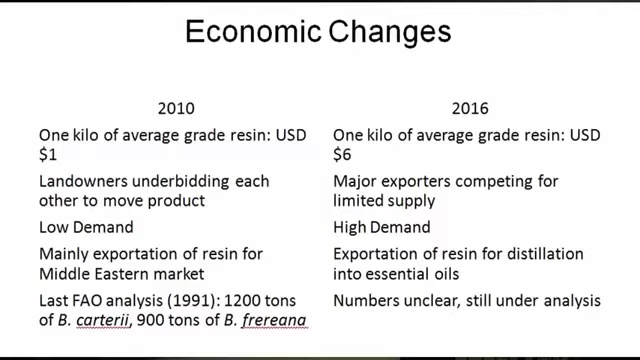 Economic Changes
2010
One kilo of average grade resin: USD
$1
Landowners underbidding each
other to move product
Low Demand
Mainly exportation of resin for
Middle Eastern market
Last FAO analysis (1991): 1200 tons
of B. carterii, 900 tons of B. frereana
2016
One kilo of average grade resin: USD
$6
Major exporters competing for
limited supply
High Demand
Exportation of resin for distillation
into essential oils
Numbers unclear, still under analysis